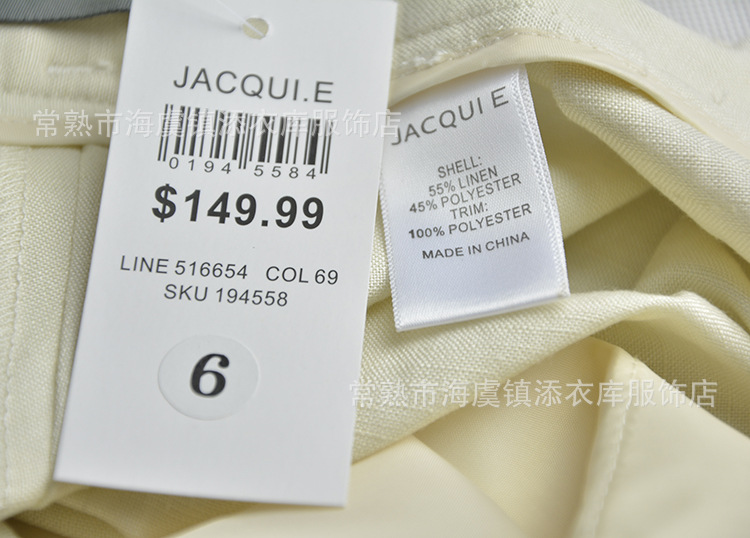 JACQUI.E
0194 5584
$149.99
LINE 516654 COL 69
SKU 194558
6
JACQUI E
SHELL:
55% LINEN
45% POLYESTER
TRIM:
100% POLYESTER
MADE IN CHINA
常熟市海虞镇添衣库服饰店
常熟市海虞镇添衣库服饰店